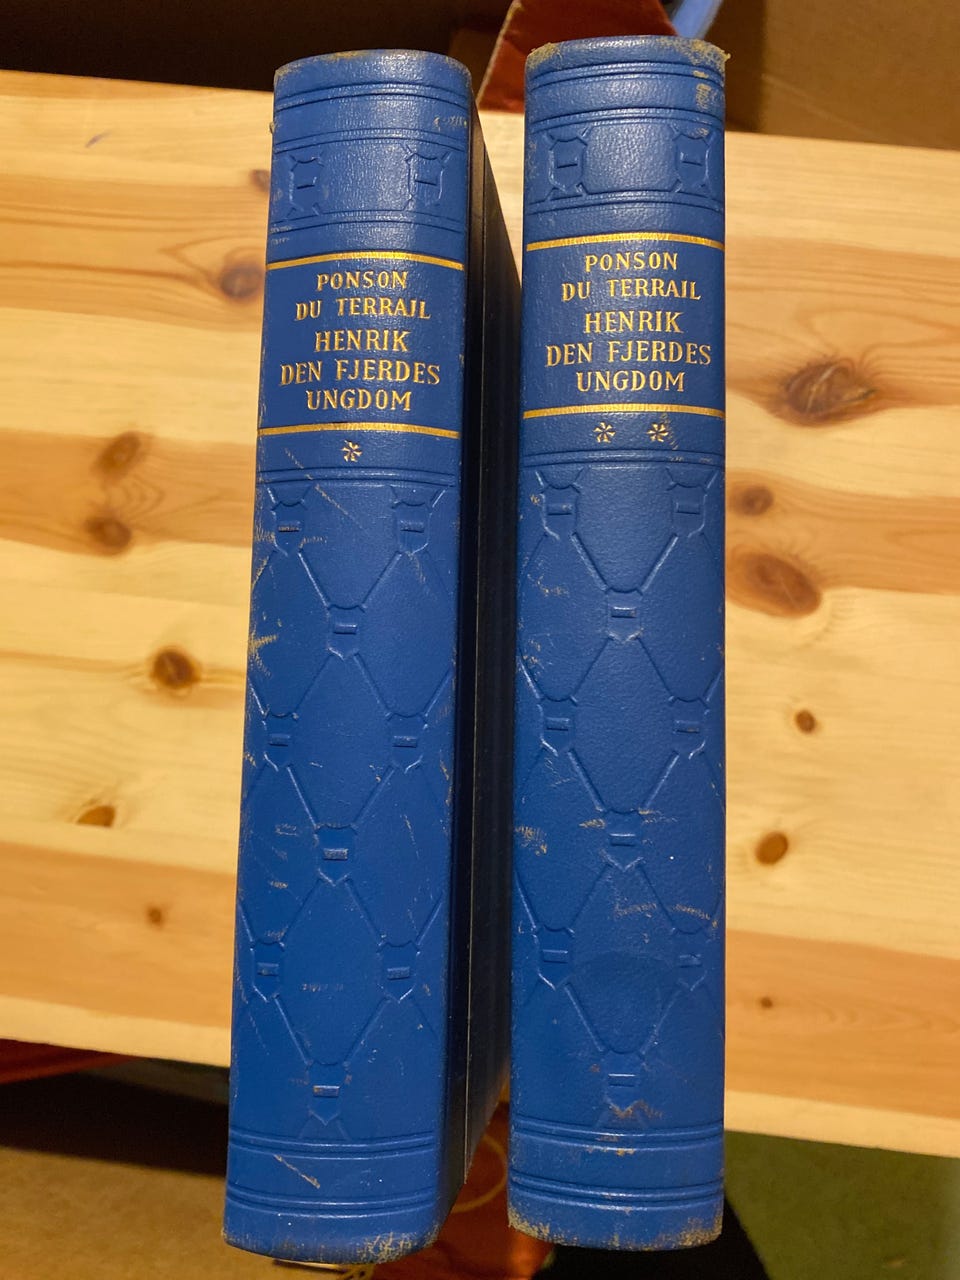 PONSON
DU TERRAIL
HENRIK
DEN FJERDES
UNGDOM
*
PONSON
DU TERRAIL
HENRIK
DEN FJERDES
UNGDOM
* *